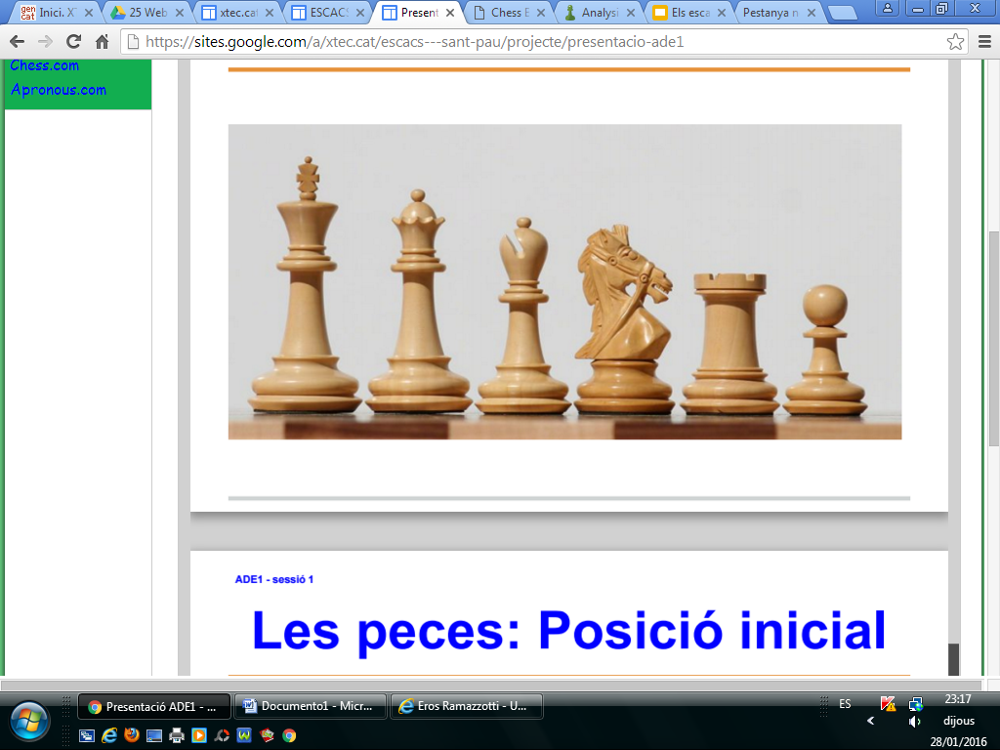 gen cat
Inici. X
25 Web
xtec.ca
ESCACS
Present
Chess E
Analysi
Els esca
Pestanya n
https://sites.google.com/a/xtec.cat/escacs---sant-pau/projecte/presentacio-ade1
Chess.com
Apronous.com
ADE1 - sessió 1
Les peces: Posició inicial
Presentació ADE1 - ...
Documento1 - Micr...
Eros Ramazzotti - U...
ES
23:17
dijous
28/01/2016